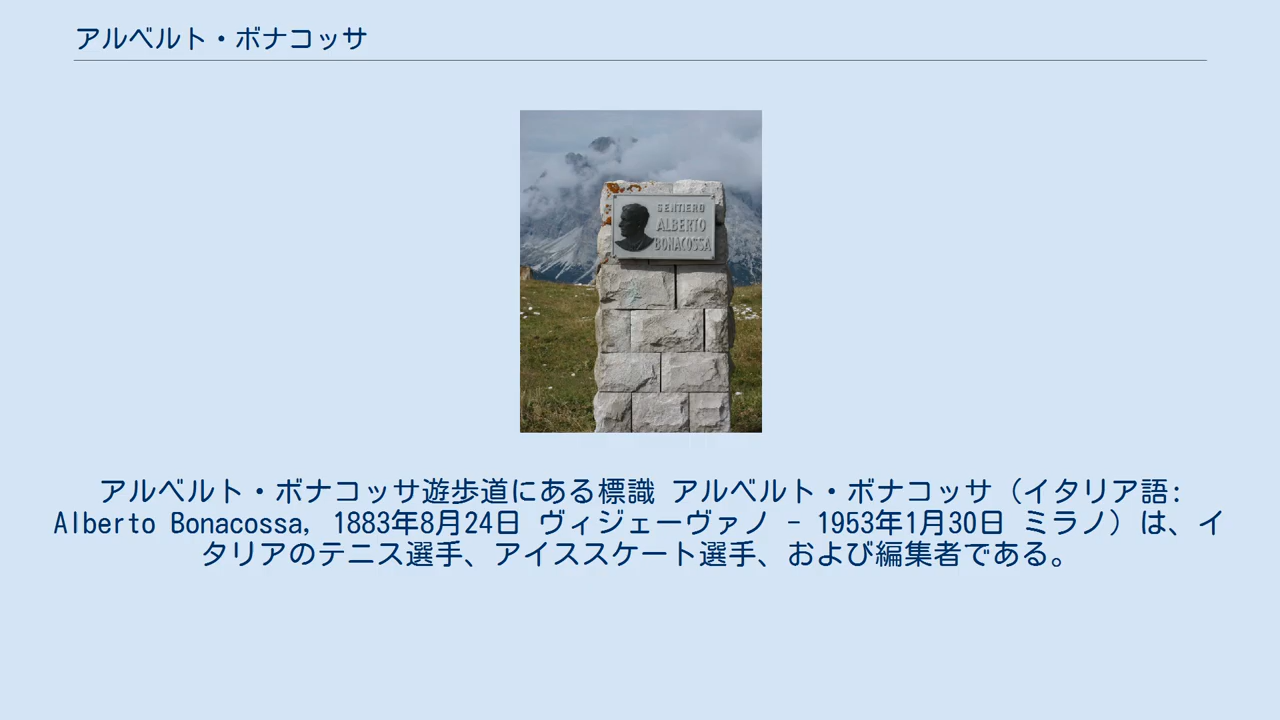 アルベルト・ボナコッサ
SENTIERO
ALBERTO
BONACOSSA
アルベルト・ボナコッサ遊歩道にある標識 アルベルト・ボナコッサ（イタリア語:
Alberto Bonacossa, 1883年8月24日 ヴィジェーヴァノ - 1953年1月30日 ミラノ）は、イ
タリアのテニス選手、アイススケート選手、および編集者である。